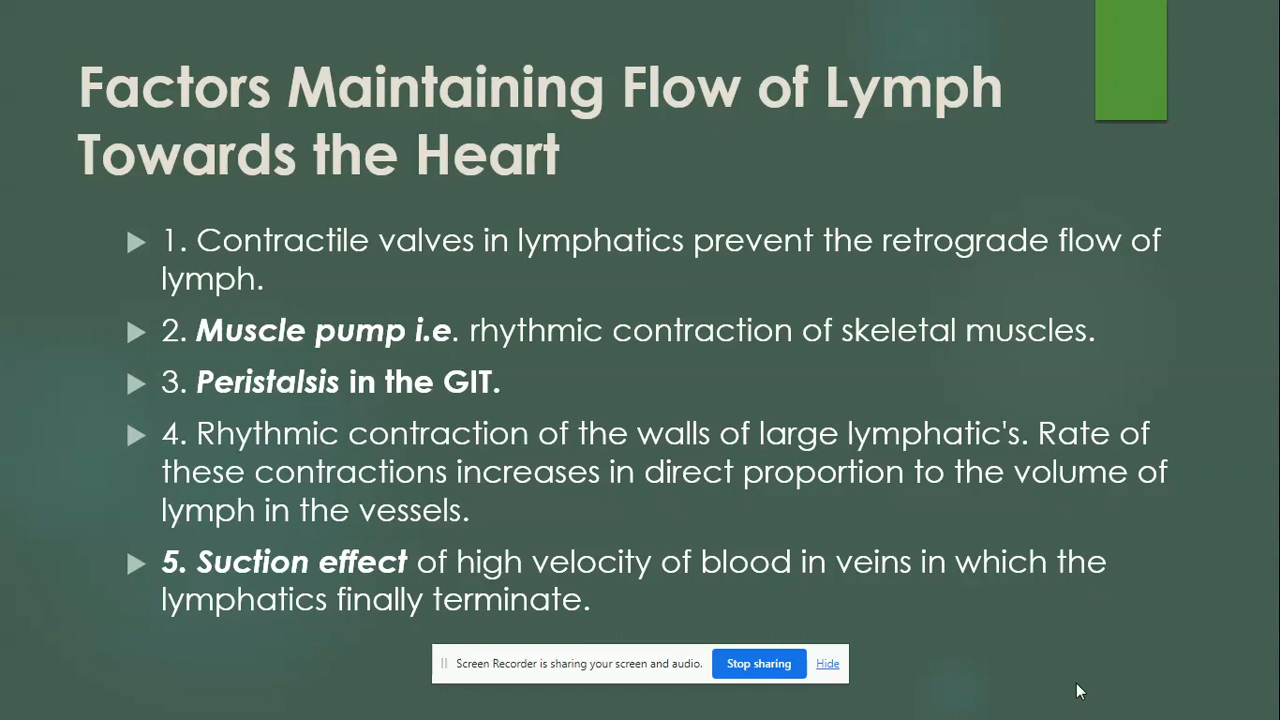 Factors Maintaining Flow of Lymph
Towards the Heart
1. Contractile valves in lymphatics prevent the retrograde flow of
lymph.
2. Muscle pump i.e. rhythmic contraction of skeletal muscles.
3. Peristalsis in the GIT.
4. Rhythmic contraction of the walls of large lymphatic's. Rate of
these contractions increases in direct proportion to the volume of
lymph in the vessels.
5. Suction effect of high velocity of blood in veins in which the
lymphatics finally terminate.
Screen Recorder is sharing your screen and audio. Stop sharing Hide